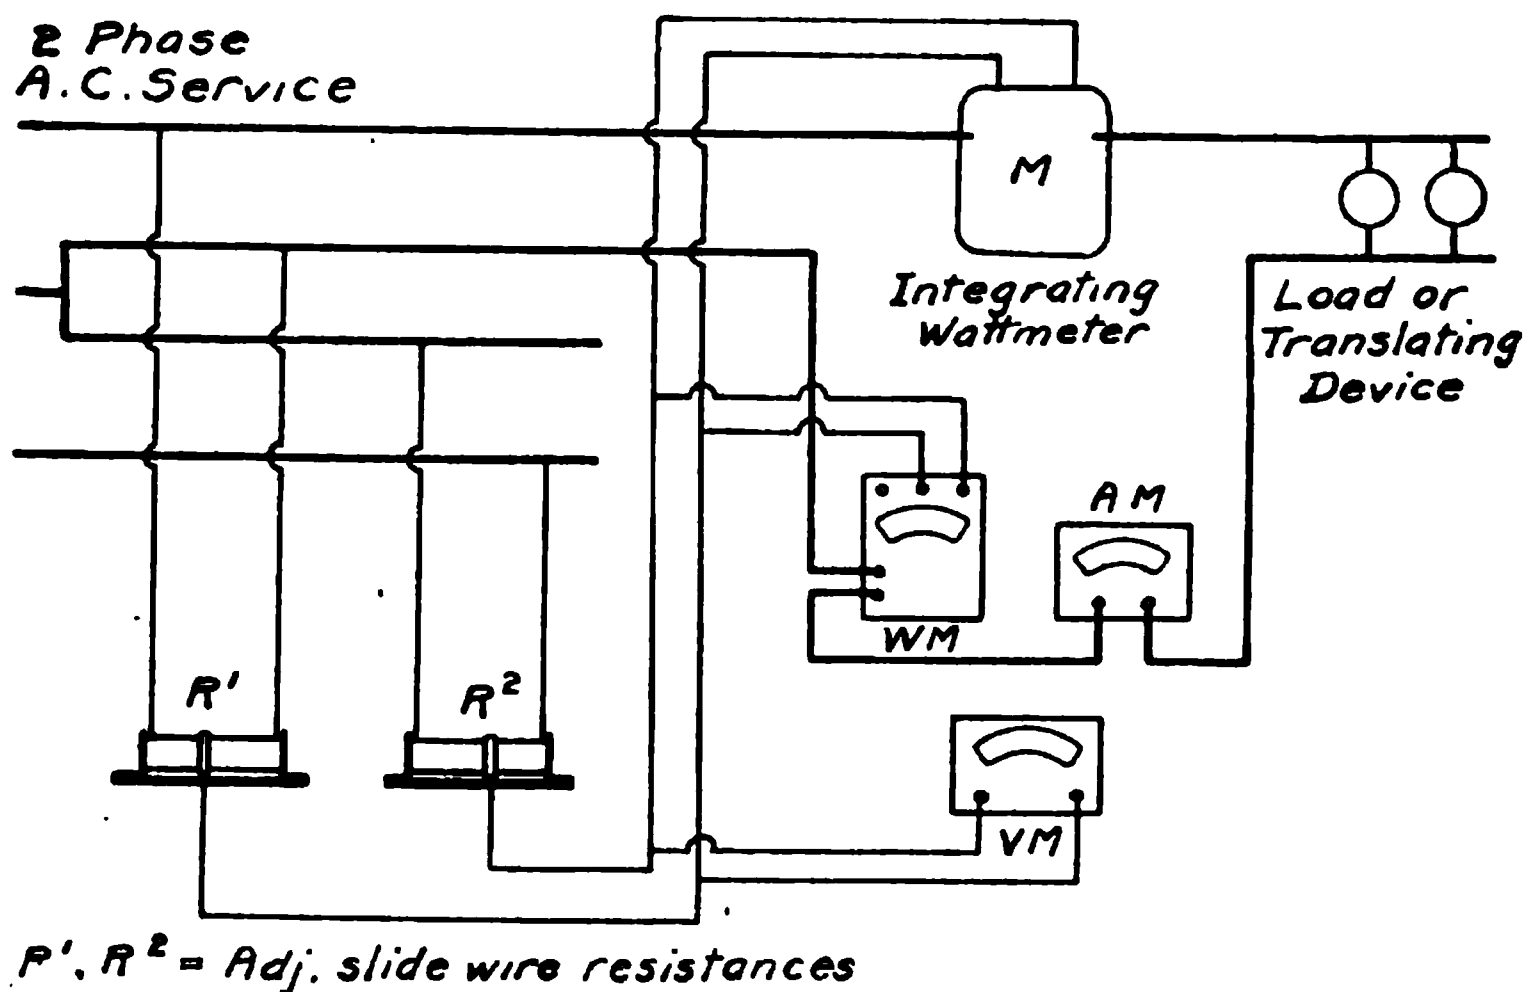 2 Phase
A.C. Service
M
Integrating
Wattmeter
Load or
Translating
Device
AM
WM
R' R²
VM
R', R² = Adj. slide wire resistances